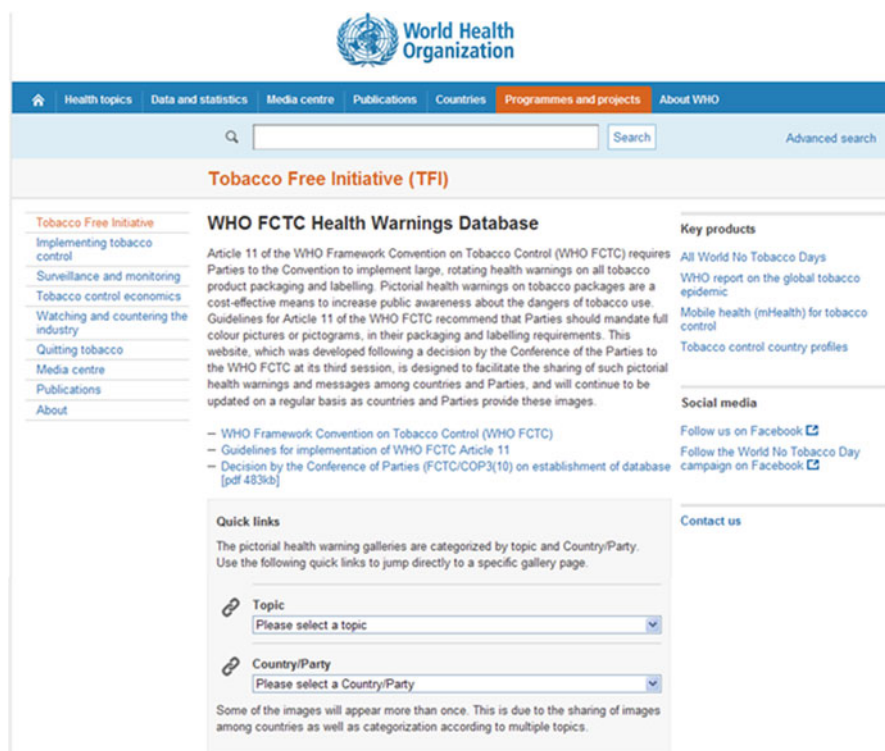 World Health
Organization
Health topics
Data and statistics
Media centre
Publications
Countries
Programmes and projects
About WHO
Search
Advanced search
Tobacco Free Initiative (TFI)
Tobacco Free Initiative
Implementing tobacco
control
Surveillance and monitoring
Tobacco control economics
Watching and countering the
industry
Quitting tobacco
Media centre
Publications
About
WHO FCTC Health Warnings Database
Article 11 of the WHO Framework Convention on Tobacco Control (WHO FCTC) requires
Parties to the Convention to implement large, rotating health warnings on all tobacco
product packaging and labelling. Pictorial health warnings on tobacco packages are a
cost-effective means to increase public awareness about the dangers of tobacco use.
Guidelines for Article 11 of the WHO FCTC recommend that Parties should mandate full
colour pictures or pictograms, in their packaging and labelling requirements. This
website, which was developed following a decision by the Conference of the Parties to
the WHO FCTC at its third session, is designed to facilitate the sharing of such pictorial
health warnings and messages among countries and Parties, and will continue to be
updated on a regular basis as countries and Parties provide these images.
– WHO Framework Convention on Tobacco Control (WHO FCTC)
– Guidelines for implementation of WHO FCTC Article 11
– Decision by the Conference of Parties (FCTC/COP3(10) on establishment of database
[pdf 483kb]
Quick links
The pictorial health warning galleries are categorized by topic and Country/Party.
Use the following quick links to jump directly to a specific gallery page.
Topic
Please select a topic
Country/Party
Please select a Country/Party
Some of the images will appear more than once. This is due to the sharing of images
among countries as well as categorization according to multiple topics.
Key products
All World No Tobacco Days
WHO report on the global tobacco
epidemic
Mobile health (mHealth) for tobacco
control
Tobacco control country profiles
Social media
Follow us on Facebook
Follow the World No Tobacco Day
campaign on Facebook
Contact us